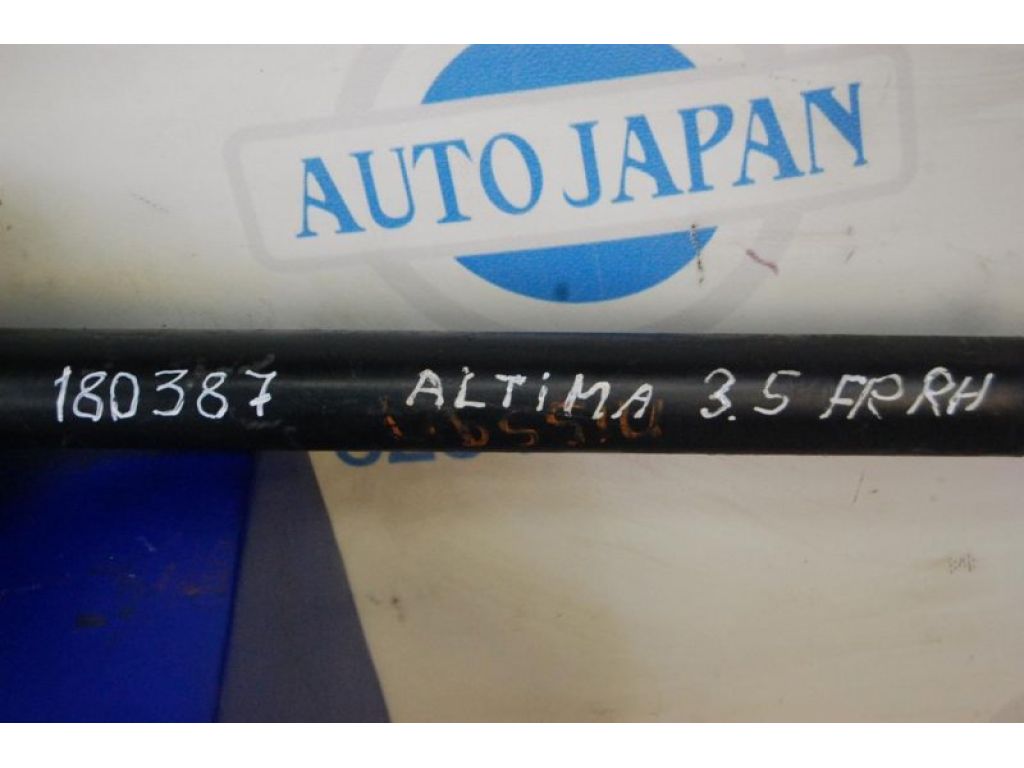 AUTO JAPAN
180387 ALTiMA 3.5 FR RH